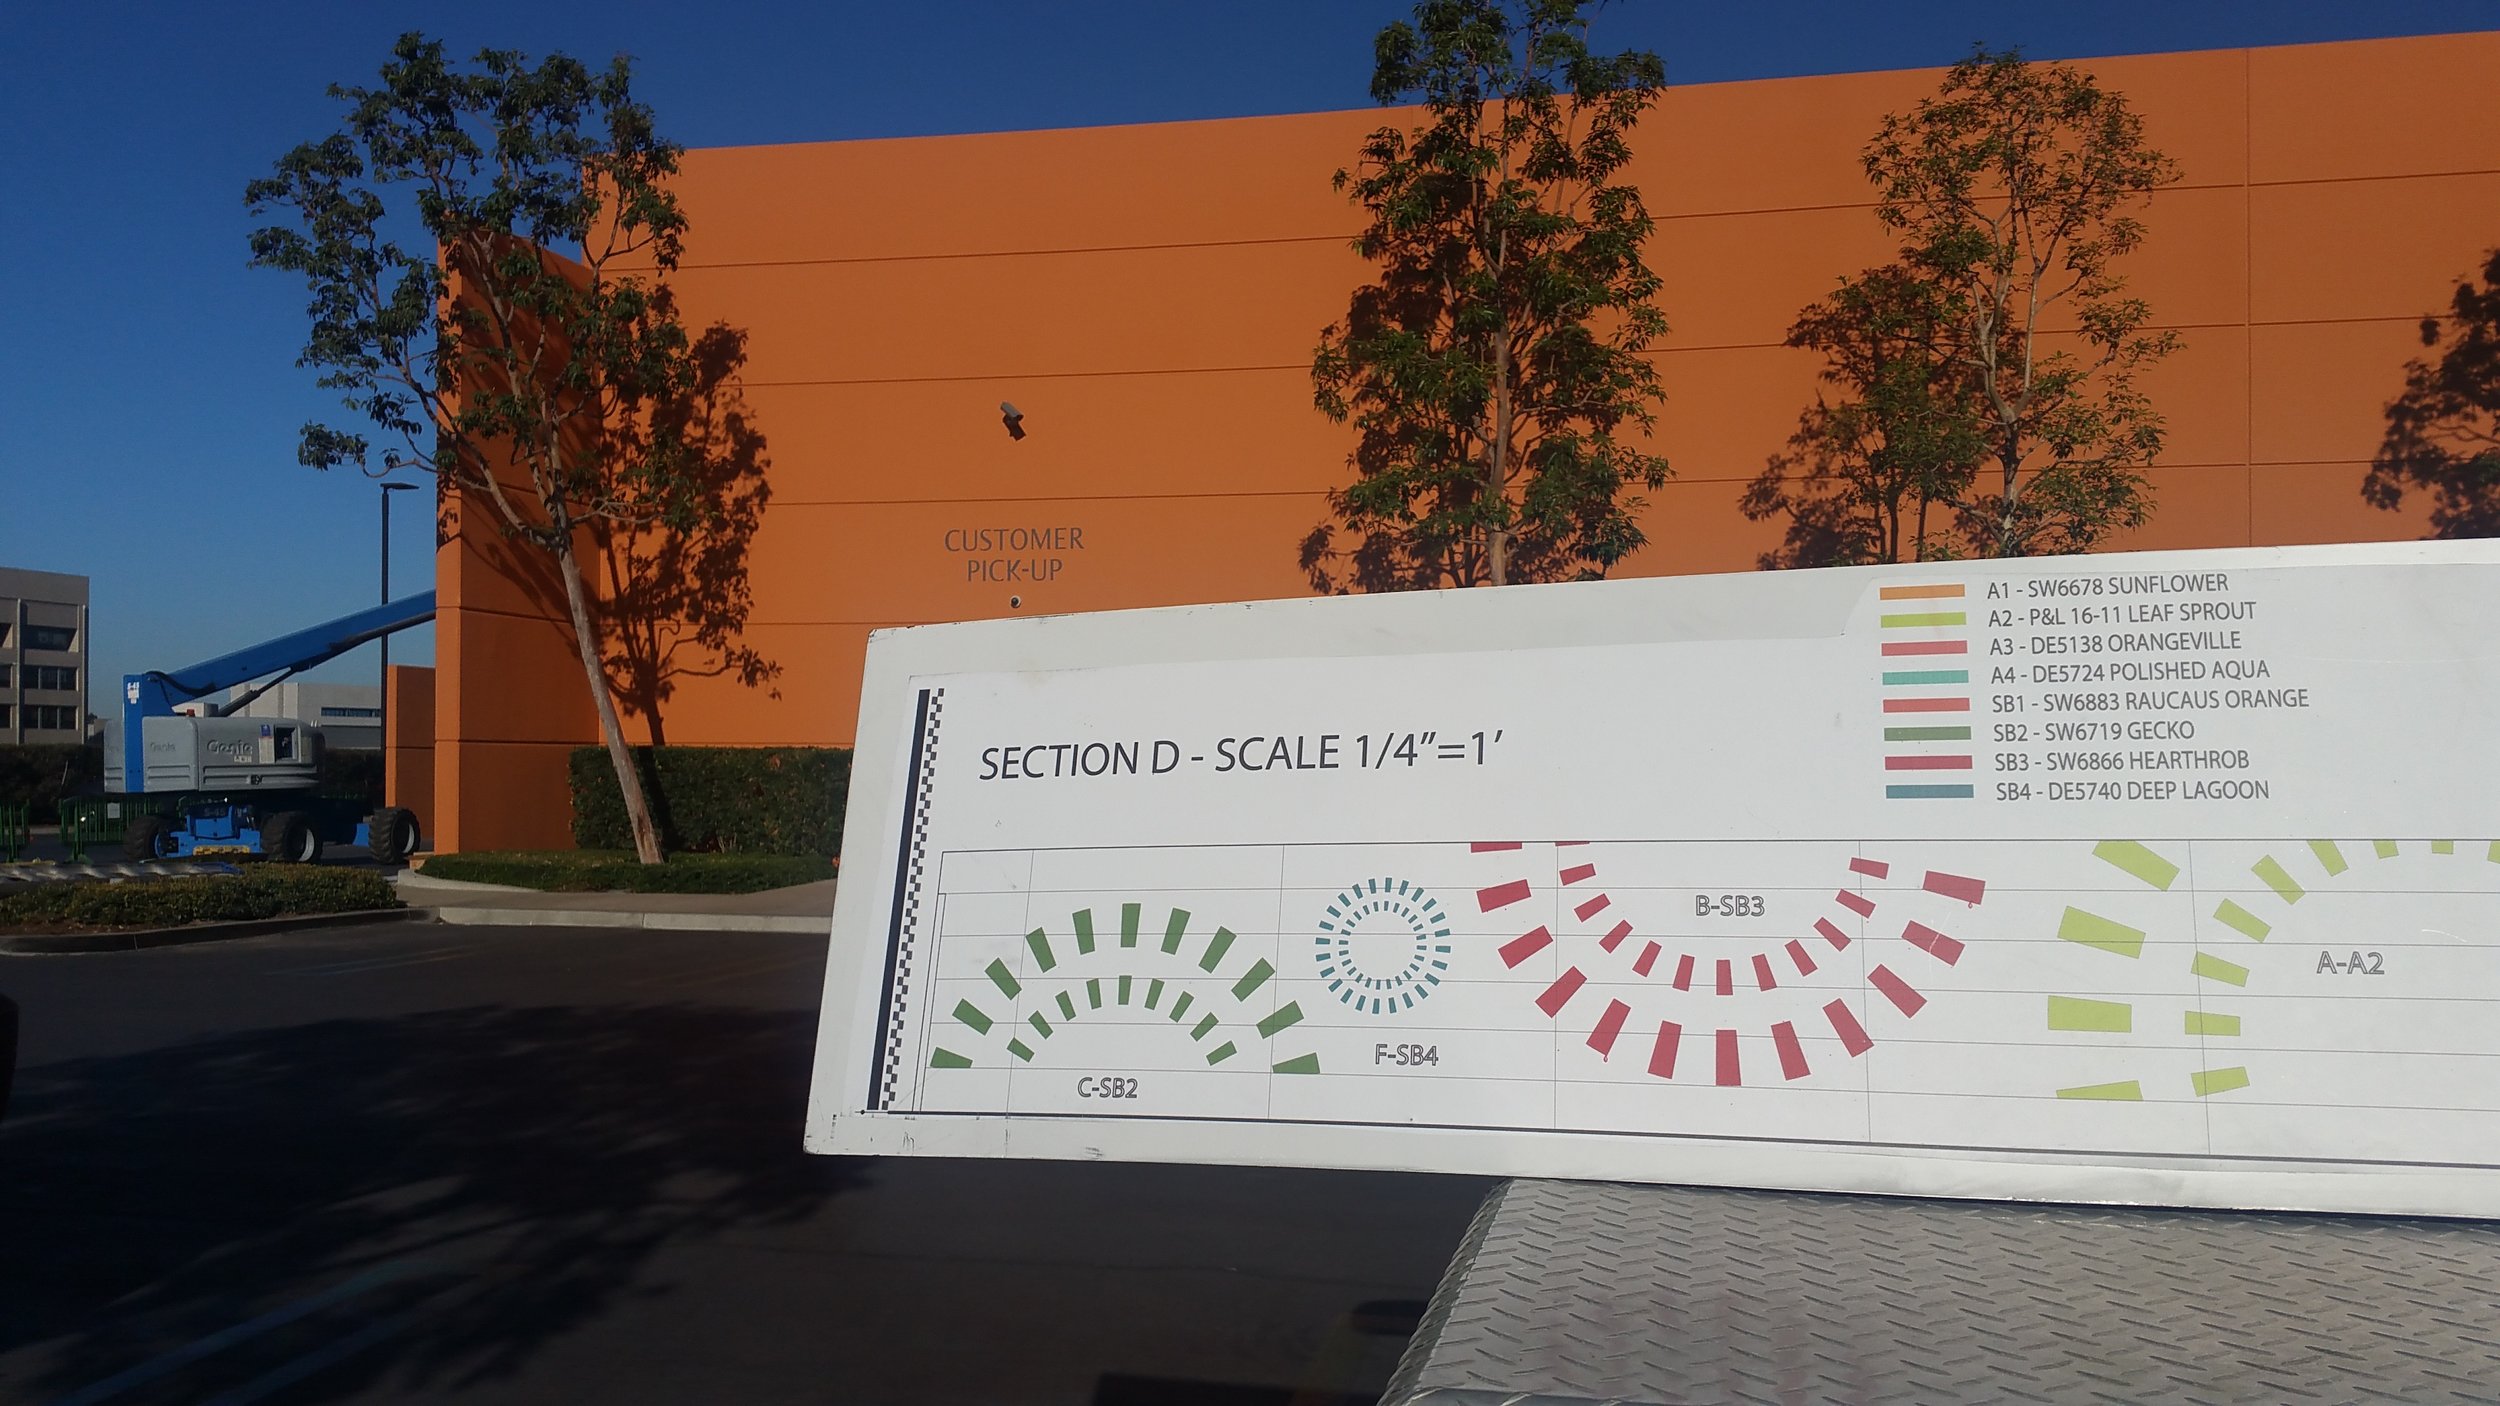 CUSTOMER
PICK-UP
Genie
Genie
SECTION D - SCALE 1/4"=1'
A1 - SW6678 SUNFLOWER
A2 - P&L 16-11 LEAF SPROUT
A3 - DE5138 ORANGEVILLE
A4 - DE5724 POLISHED AQUA
SB1 - SW6883 RAUCAUS ORANGE
SB2 - SW6719 GECKO
SB3 - SW6866 HEARTHROB
SB4 - DE5740 DEEP LAGOON
C-SB2
F-SB4
B-SB3
A-A2